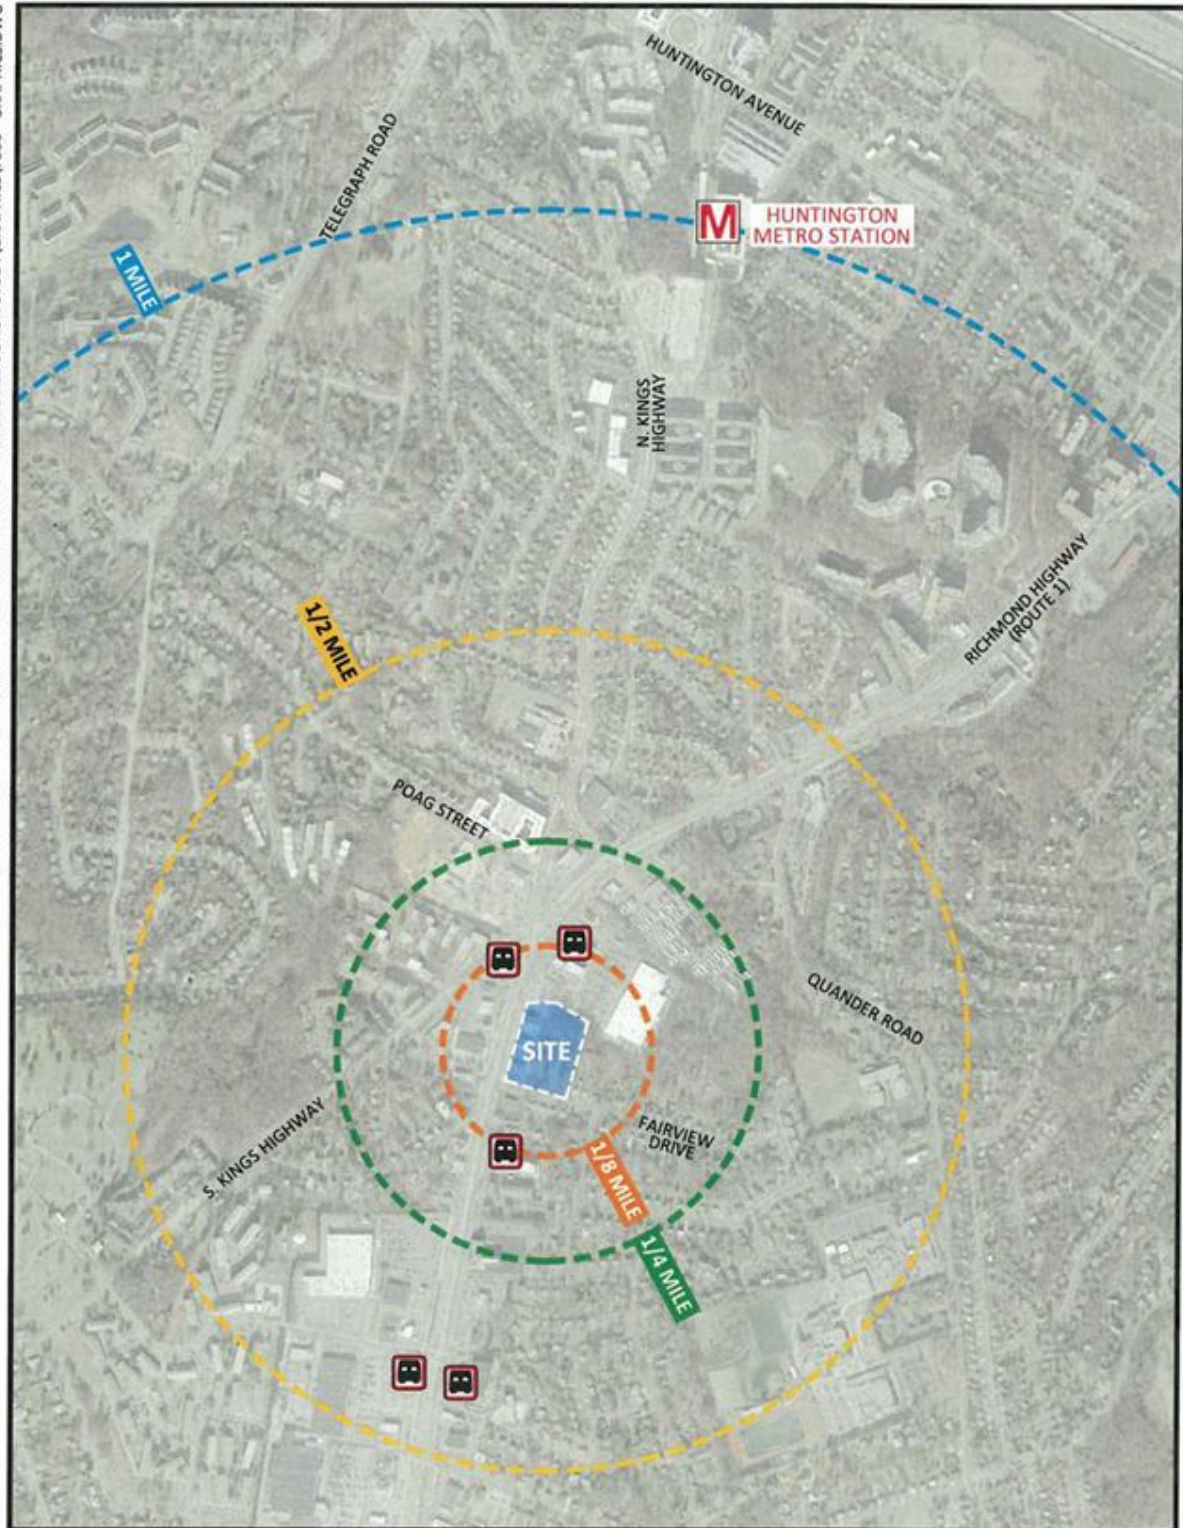 HUNTINGTON AVENUE
TELEGRAPH ROAD
M
HUNTINGTON
METRO STATION
1 MILE
N. KINGS
HIGHWAY
RICHMOND HIGHWAY
(ROUTE 1)
1/2 MILE
POAG STREET
QUANDER ROAD
SITE
S. KINGS HIGHWAY
FAIRVIEW
DRIVE
1/8 MILE
1/4 MILE